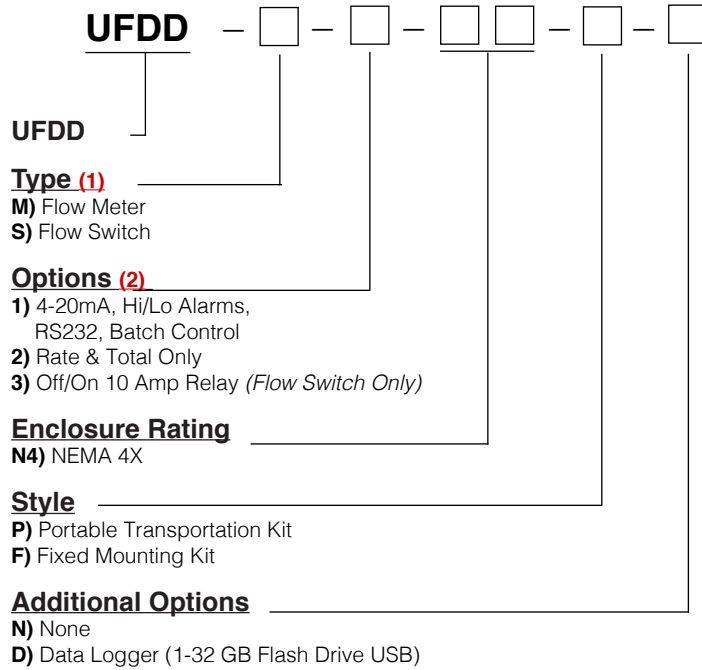 UFDD – – – – –
UFDD
Type (1)
M) Flow Meter
S) Flow Switch
Options (2)
1) 4-20mA, Hi/Lo Alarms,
RS232, Batch Control
2) Rate & Total Only
3) Off/On 10 Amp Relay (Flow Switch Only)
Enclosure Rating
N4) NEMA 4X
Style
P) Portable Transportation Kit
F) Fixed Mounting Kit
Additional Options
N) None
D) Data Logger (1-32 GB Flash Drive USB)